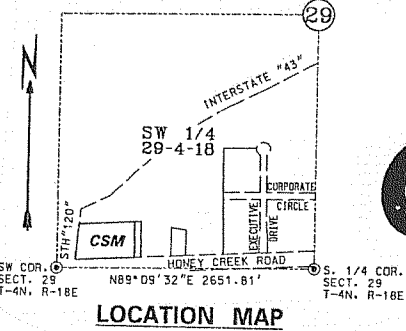 29
N
INTERSTATE "43"
SW 1/4
29-4-18
STH"120"
CORPORATE
CIRCLE
EXECUTIVE
DRIVE
CSM
HONEY CREEK ROAD
SW COR.
SECT. 29
T-4N, R-18E
N89°09'32"E 2651.81'
S. 1/4 COR.
SECT. 29
T-4N, R-18E
LOCATION MAP